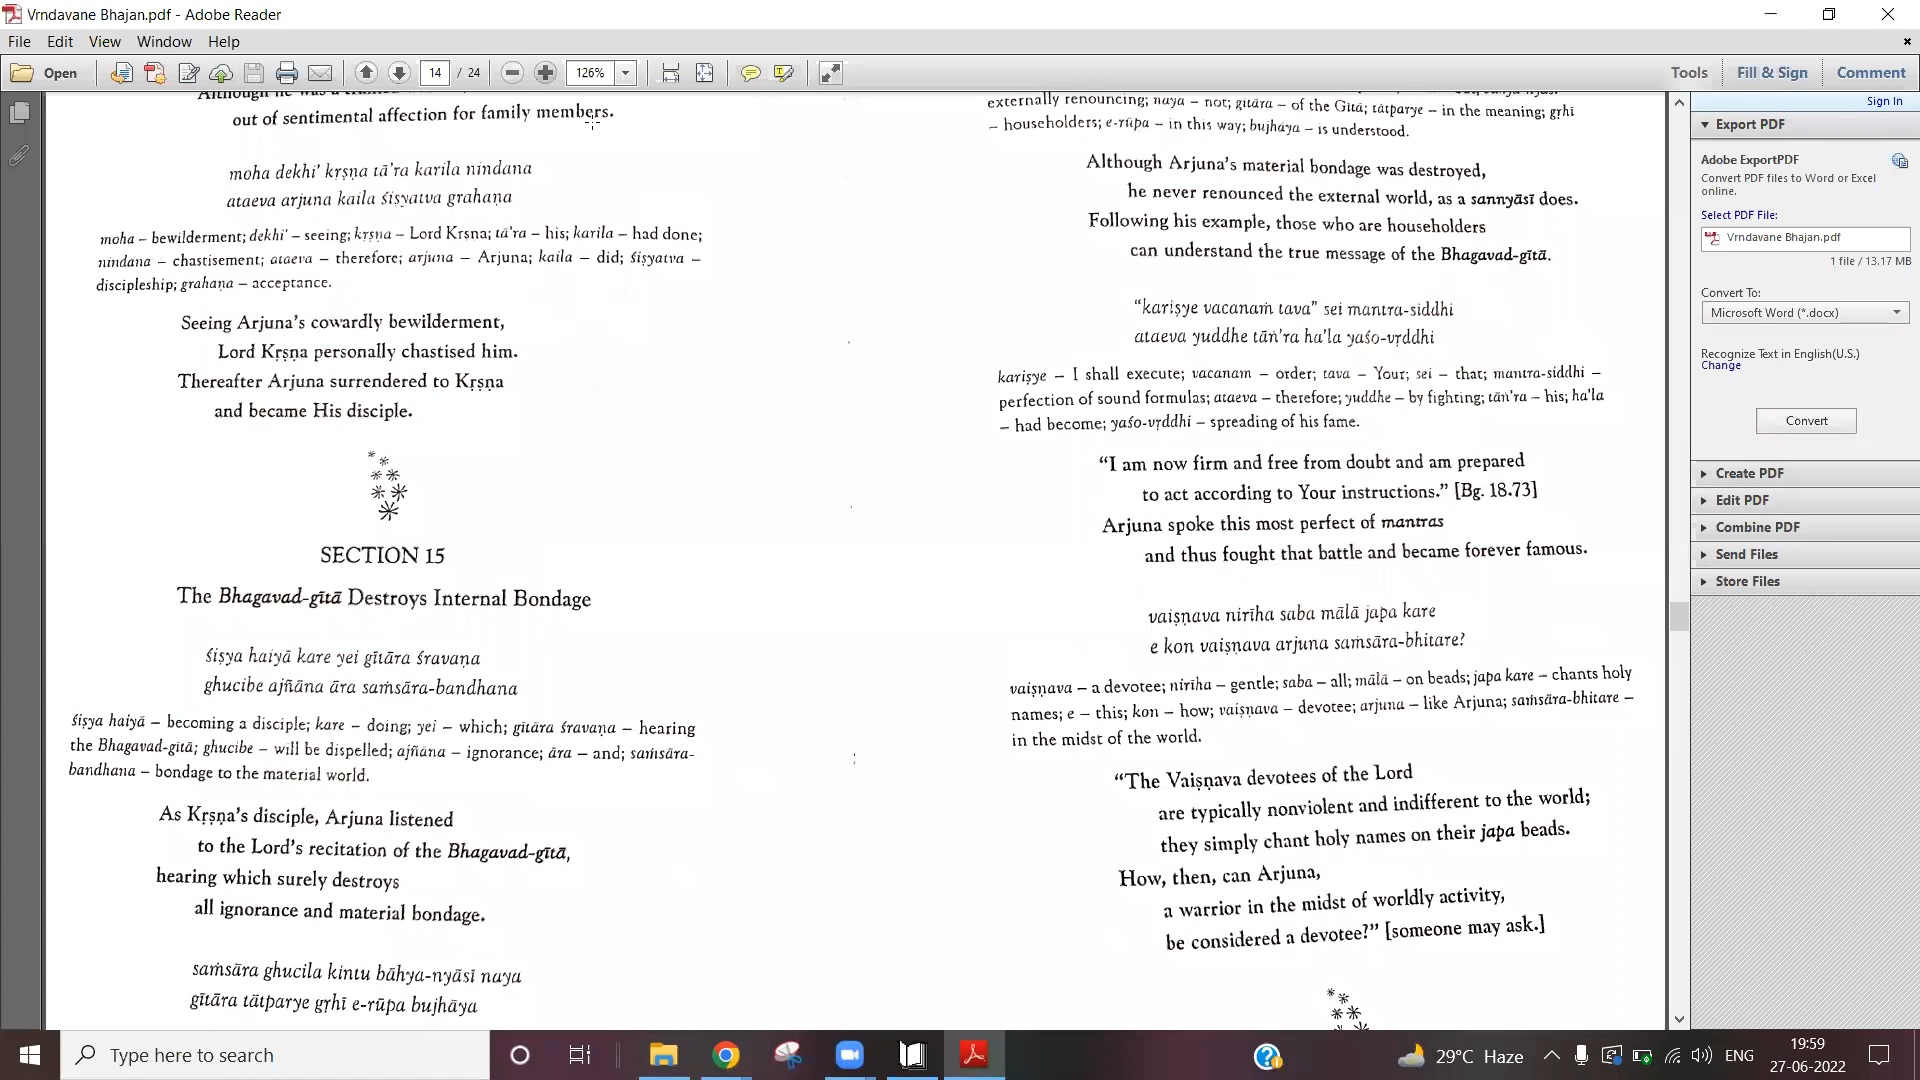 Vrndavane Bhajan.pdf - Adobe Reader
File Edit View Window Help
Open
14 / 24
126%
Tools
Fill & Sign
Comment
out of sentimental affection for family members.
moha dekhi' kṛṣṇa tā'ra karila nindana
ataeva arjuna kaila śiṣyatva grahaṇa
moha – bewilderment; dekhi' – seeing; kṛṣṇa – Lord Kṛṣṇa; tā'ra – his; karila – had done;
nindana – chastisement; ataeva – therefore; arjuna – Arjuna; kaila – did; śiṣyatva –
discipleship; grahaṇa – acceptance.
Seeing Arjuna's cowardly bewilderment,
Lord Kṛṣṇa personally chastised him.
Thereafter Arjuna surrendered to Kṛṣṇa
and became His disciple.
SECTION 15
The Bhagavad-gītā Destroys Internal Bondage
śiṣya haiyā kare yei gītāra śravaṇa
ghucibe ajñāna āra saṁsāra-bandhana
śiṣya haiyā – becoming a disciple; kare – doing; yei – which; gītāra śravaṇa – hearing
the Bhagavad-gītā; ghucibe – will be dispelled; ajñāna – ignorance; āra – and; saṁsāra-
bandhana – bondage to the material world.
As Kṛṣṇa's disciple, Arjuna listened
to the Lord's recitation of the Bhagavad-gītā,
hearing which surely destroys
all ignorance and material bondage.
saṁsāra ghucila kintu bāhya-nyāsī naya
gītāra tātparye gṛhī e-rūpa bujhāya
externally renouncing; naya – not; gītāra – of the Gītā; tātparye – in the meaning; gṛhī
– householders; e-rūpa – in this way; bujhāya – is understood.
Although Arjuna's material bondage was destroyed,
he never renounced the external world, as a sannyāsī does.
Following his example, those who are householders
can understand the true message of the Bhagavad-gītā.
"kariṣye vacanaṁ tava" sei mantra-siddhi
ataeva yuddhe tāṅ'ra ha'la yaśo-vṛddhi
kariṣye – I shall execute; vacanam – order; tava – Your; sei – that; mantra-siddhi –
perfection of sound formulas; ataeva – therefore; yuddhe – by fighting; tāṅ'ra – his; ha'la
– had become; yaśo-vṛddhi – spreading of his fame.
"I am now firm and free from doubt and am prepared
to act according to Your instructions." [Bg. 18.73]
Arjuna spoke this most perfect of mantras
and thus fought that battle and became forever famous.
vaiṣṇava nirīha saba mālā japa kare
e kon vaiṣṇava arjuna saṁsāra-bhitare?
vaiṣṇava – a devotee; nirīha – gentle; saba – all; mālā – on beads; japa kare – chants holy
names; e – this; kon – how; vaiṣṇava – devotee; arjuna – like Arjuna; saṁsāra-bhitare –
in the midst of the world.
"The Vaiṣṇava devotees of the Lord
are typically nonviolent and indifferent to the world;
they simply chant holy names on their japa beads.
How, then, can Arjuna,
a warrior in the midst of worldly activity,
be considered a devotee?" [someone may ask.]
Sign In
Export PDF
Adobe ExportPDF
Convert PDF files to Word or Excel
online.
Select PDF File:
Vrndavane Bhajan.pdf
1 file / 13.17 MB
Convert To:
Microsoft Word (*.docx)
Recognize Text in English(U.S.)
Change
Convert
Create PDF
Edit PDF
Combine PDF
Send Files
Store Files
Type here to search
29°C Haze
ENG
19:59
27-06-2022